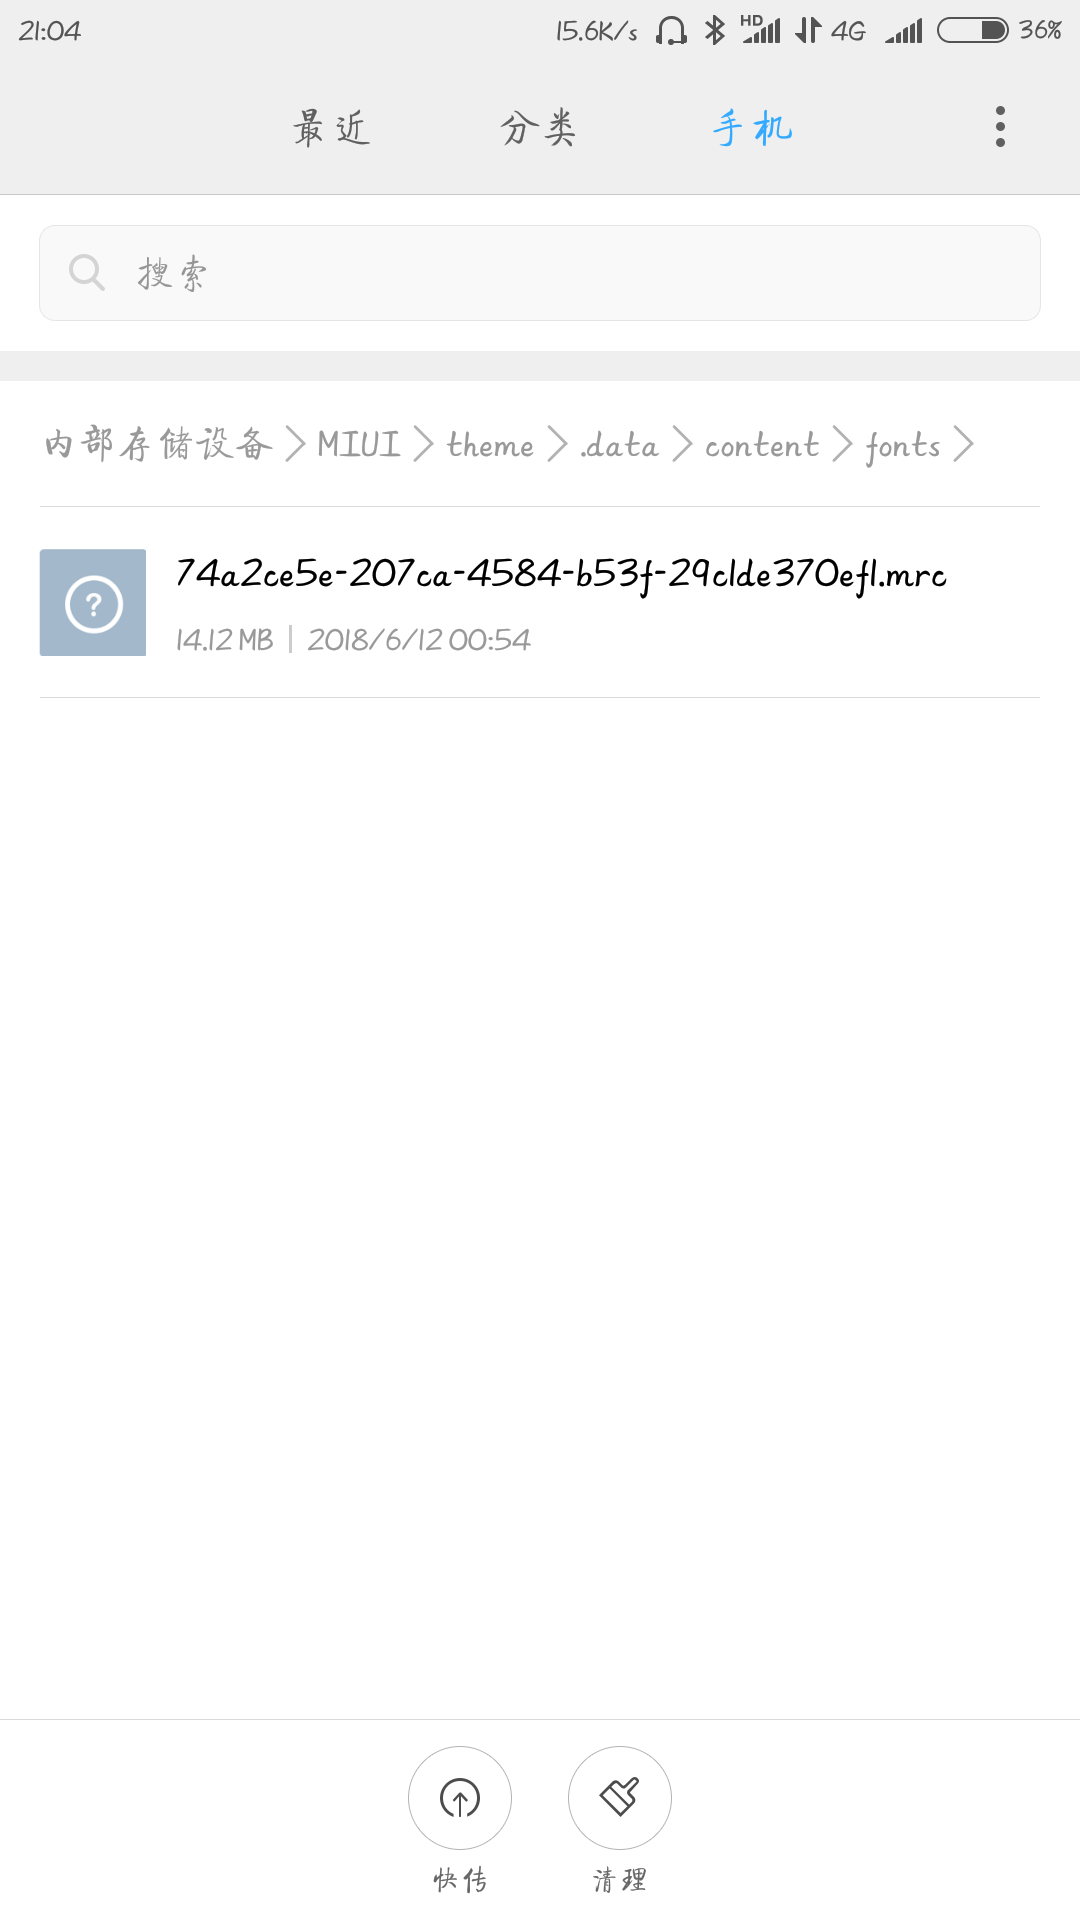 21:04 15.6K/s HD 4G 36%
最近 分类 手机
搜索
内部存储设备 MIUI theme .data content fonts
74a2ce5e-207ca-4584-b53f-29c1de370ef1.mrc
14.12 MB | 2018/6/12 00:54
快传 清理